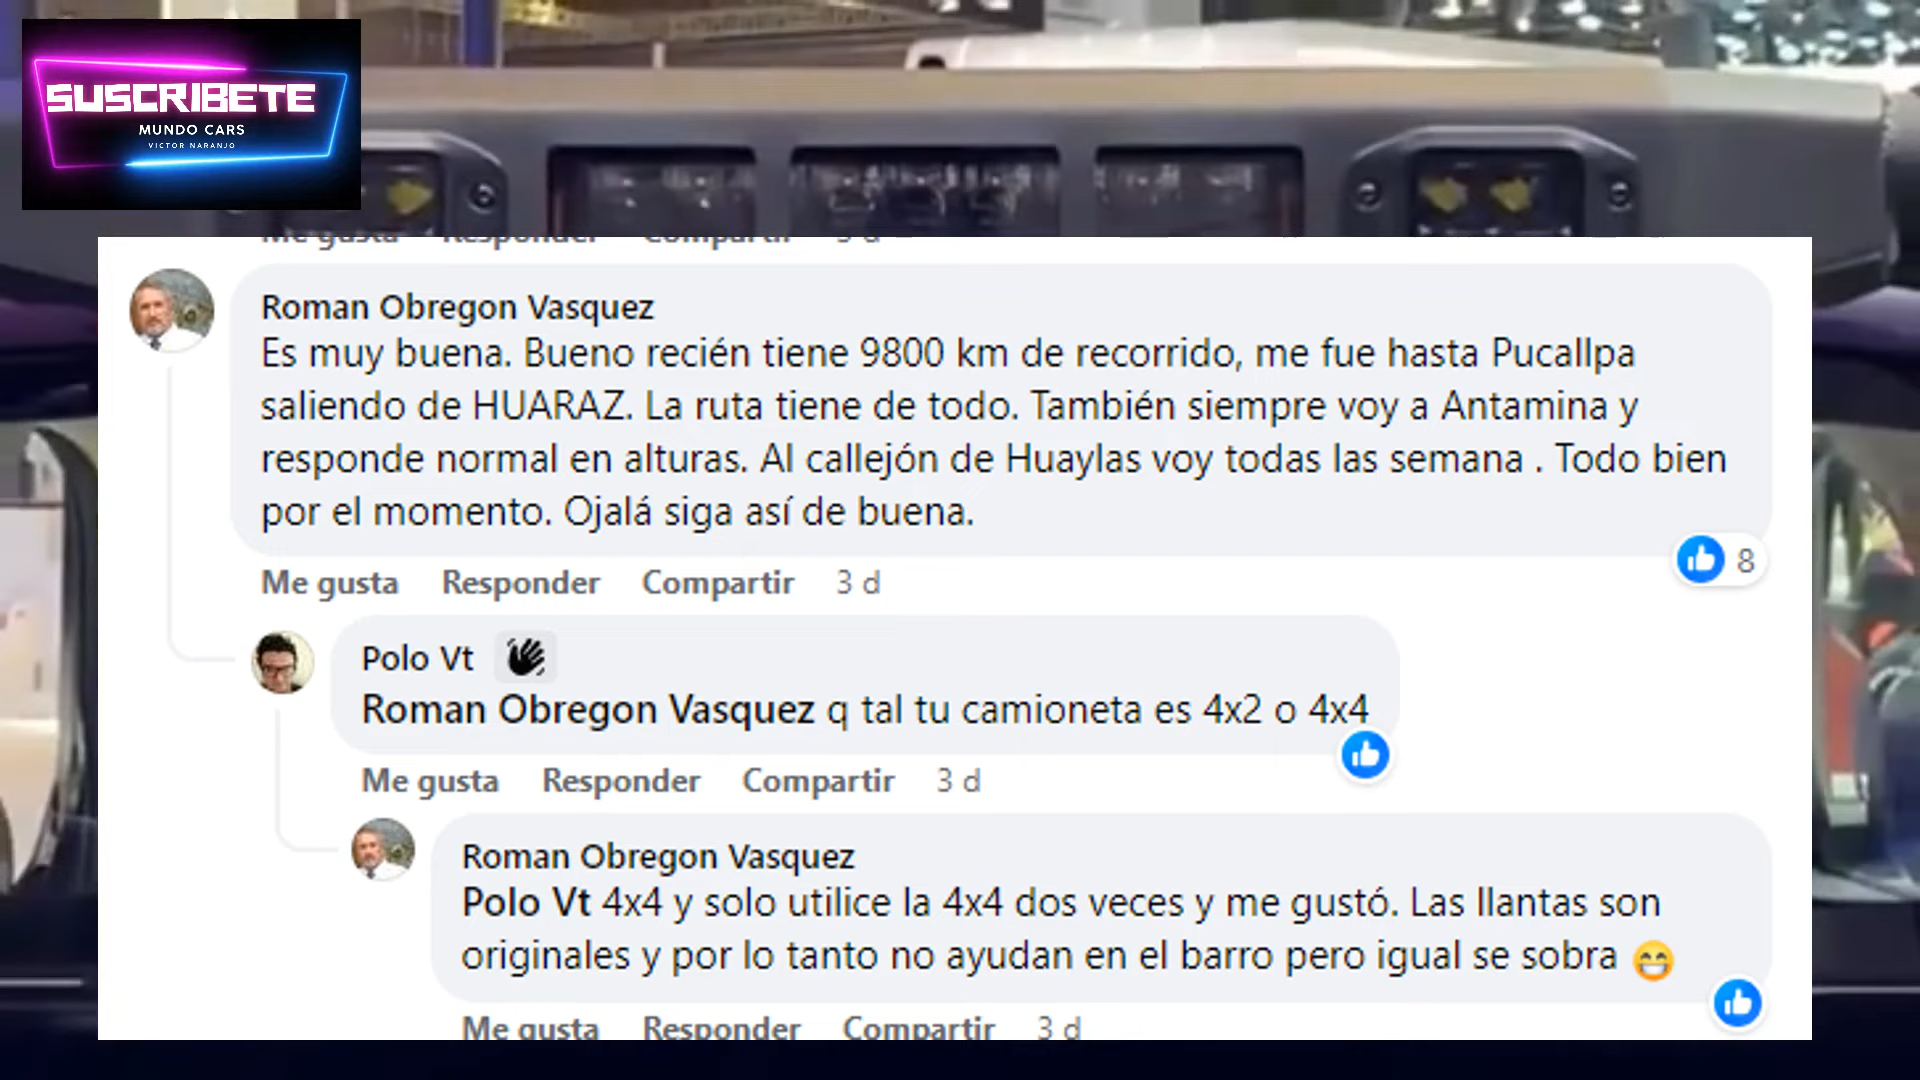 SUSCRIBETE
MUNDO CARS
VICTOR NARANJO
Me gusta Responder Compartir 3 d
Roman Obregon Vasquez
Es muy buena. Bueno recién tiene 9800 km de recorrido, me fue hasta Pucallpa
saliendo de HUARAZ. La ruta tiene de todo. También siempre voy a Antamina y
responde normal en alturas. Al callejón de Huaylas voy todas las semana . Todo bien
por el momento. Ojalá siga así de buena.
8
Me gusta Responder Compartir 3 d
Polo Vt
Roman Obregon Vasquez q tal tu camioneta es 4x2 o 4x4
Me gusta Responder Compartir 3 d
Roman Obregon Vasquez
Polo Vt 4x4 y solo utilice la 4x4 dos veces y me gustó. Las llantas son
originales y por lo tanto no ayudan en el barro pero igual se sobra 😁
Me gusta Responder Compartir 3 d